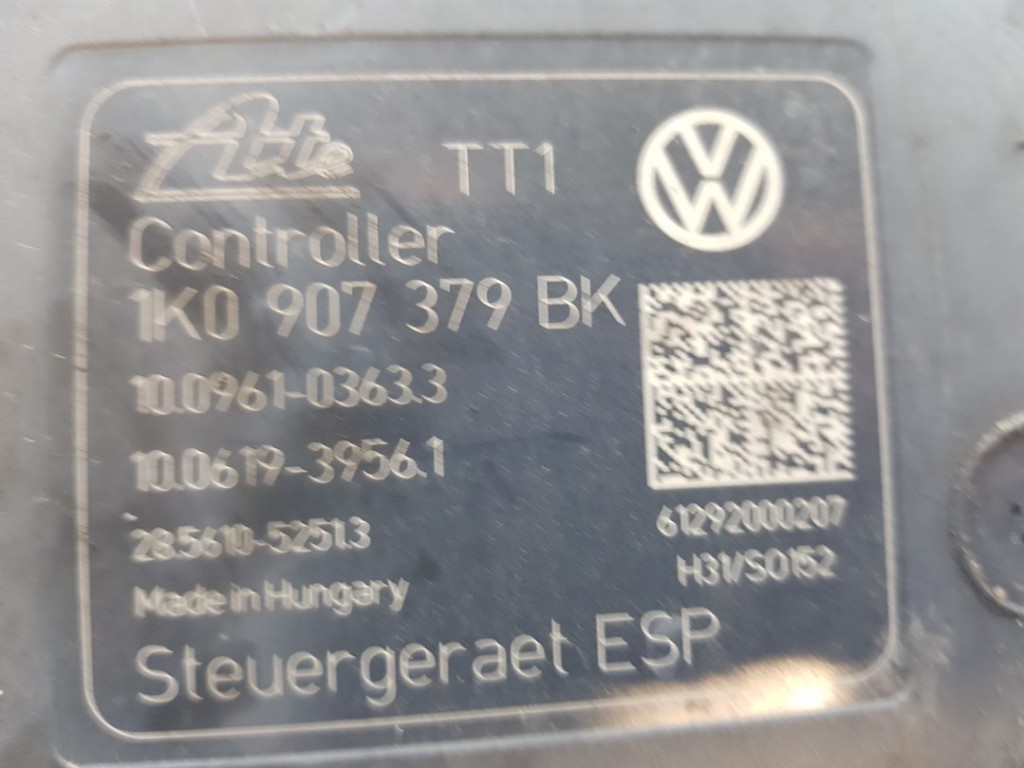 Ate TT1
Controller
1K0 907 379 BK
10.0961-0363.3
10.0619-3956.1
28.5610-5251.3
61292000207
H31/S0152
Made in Hungary
Steuergeraet ESP